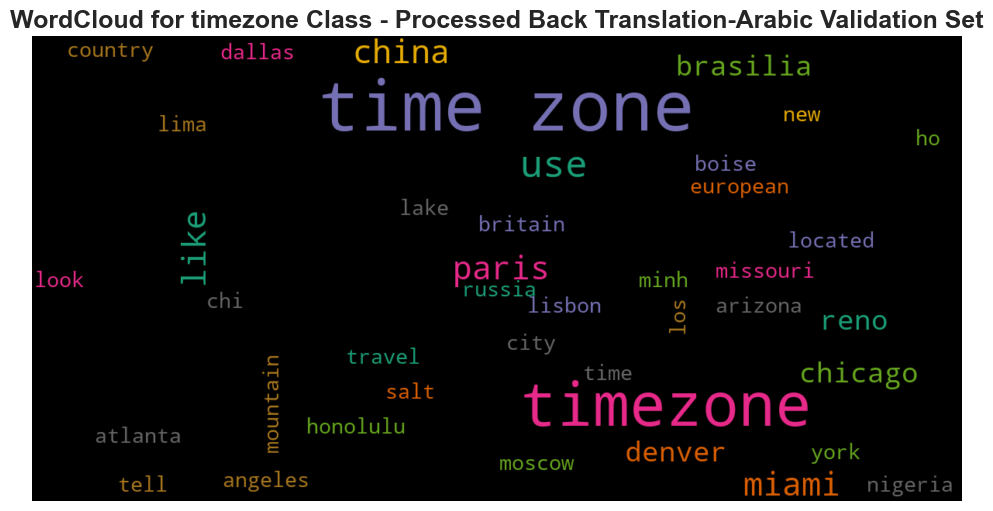 WordCloud for timezone Class - Processed Back Translation-Arabic Validation Set
country
dallas
china
brasilia
time zone
lima
new
ho
use
boise
european
lake
britain
like
located
look
paris
russia
missouri
minh
chi
lisbon
los
arizona
reno
city
travel
time
chicago
mountain
salt
timezone
honolulu
atlanta
denver
york
moscow
tell
angeles
miami
nigeria